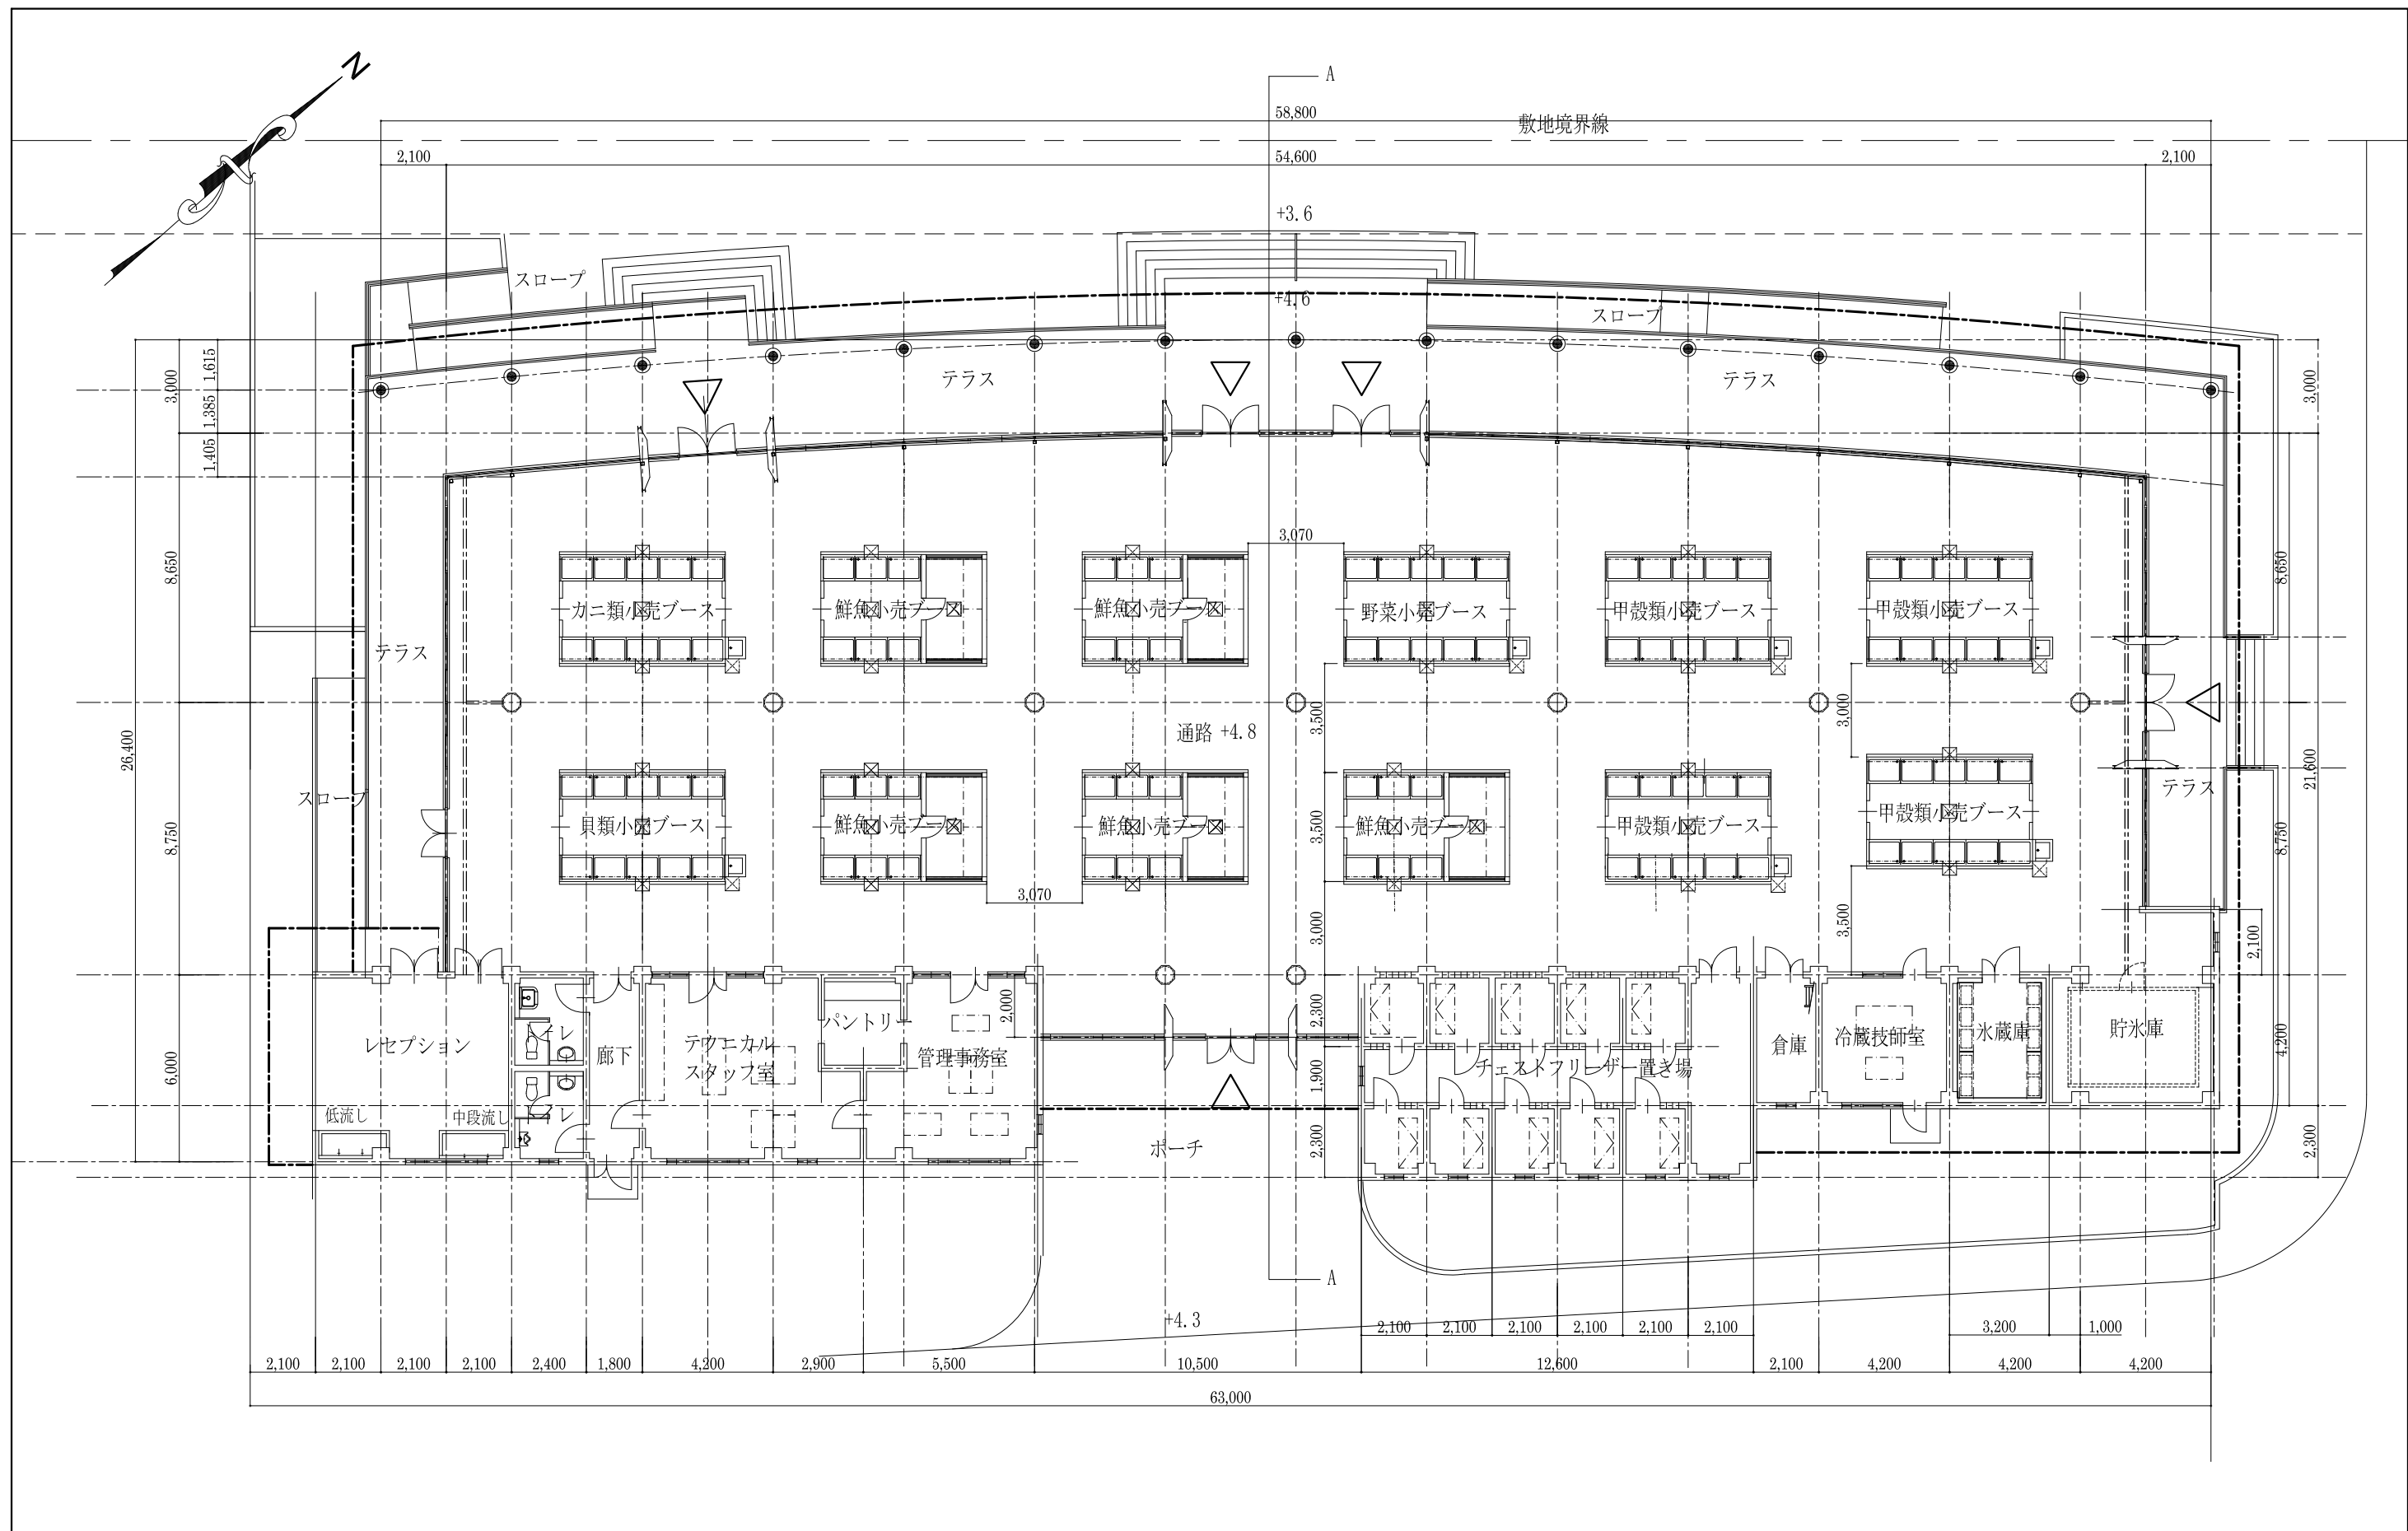 N
A
58,800
敷地境界線
2,100
54,600
2,100
+3.6
スロープ
+4.6
スロープ
テラス
テラス
3,000
1,615
1,385
1,405
3,000
8,650
3,070
8,650
カニ類小売ブース
鮮魚小売ブース
鮮魚小売ブース
野菜小売ブース
甲殻類小売ブース
甲殻類小売ブース
テラス
26,400
通路 +4.8
3,500
3,000
21,600
スロープ
テラス
8,750
貝類小売ブース
鮮魚小売ブース
鮮魚小売ブース
鮮魚小売ブース
甲殻類小売ブース
甲殻類小売ブース
3,500
8,750
3,070
3,000
3,500
2,100
2,000
2,300
レセプション
トイレ
廊下
テクニカル
スタッフ室
パントリー
管理事務室
チェストフリーザー置き場
倉庫
冷蔵技師室
氷蔵庫
貯氷庫
4,200
6,000
1,900
低流し
中段流し
トイレ
ポーチ
2,300
2,300
A
+4.3
2,100
2,100
2,100
2,100
2,100
2,100
3,200
1,000
2,100
2,100
2,100
2,100
2,400
1,800
4,200
2,900
5,500
10,500
12,600
2,100
4,200
4,200
4,200
63,000